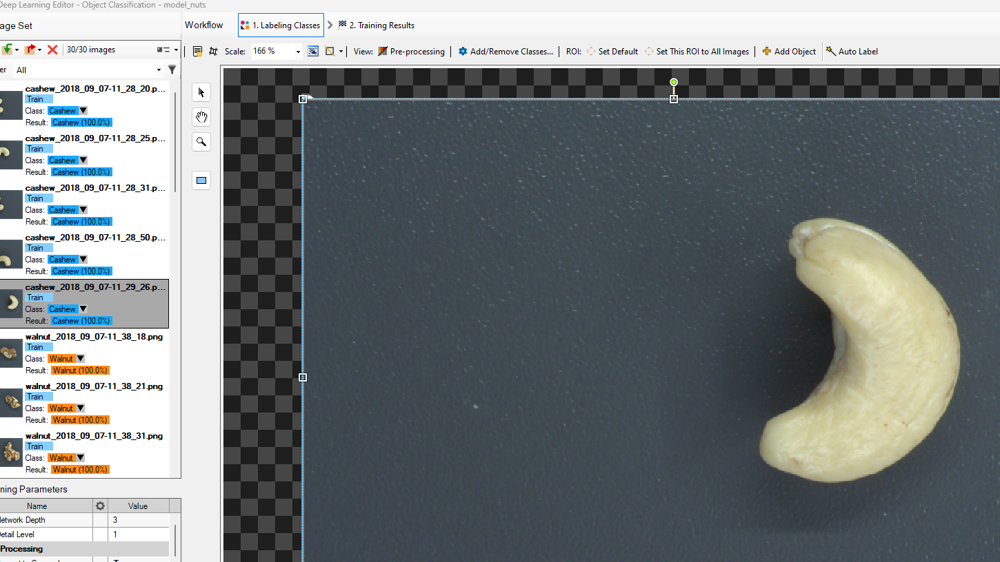 Deep Learning Editor - Object Classification - model_nuts
age Set
Workflow
1. Labeling Classes
2. Training Results
30/30 images
Scale: 166 %
View: Pre-processing
Add/Remove Classes...
ROI: Set Default
Set This ROI to All Images
Add Object
Auto Label
er All
cashew_2018_09_07-11_28_20.p...
Train
Class: Cashew
Result: Cashew (100.0%)
cashew_2018_09_07-11_28_25.p...
Train
Class: Cashew
Result: Cashew (100.0%)
cashew_2018_09_07-11_28_31.p...
Train
Class: Cashew
Result: Cashew (100.0%)
cashew_2018_09_07-11_28_50.p...
Train
Class: Cashew
Result: Cashew (100.0%)
cashew_2018_09_07-11_29_26.p...
Train
Class: Cashew
Result: Cashew (100.0%)
walnut_2018_09_07-11_38_18.png
Train
Class: Walnut
Result: Walnut (100.0%)
walnut_2018_09_07-11_38_21.png
Train
Class: Walnut
Result: Walnut (100.0%)
walnut_2018_09_07-11_38_31.png
Train
Class: Walnut
Result: Walnut (100.0%)
ning Parameters
Name Value
etwork Depth 3
etail Level 1
-Processing